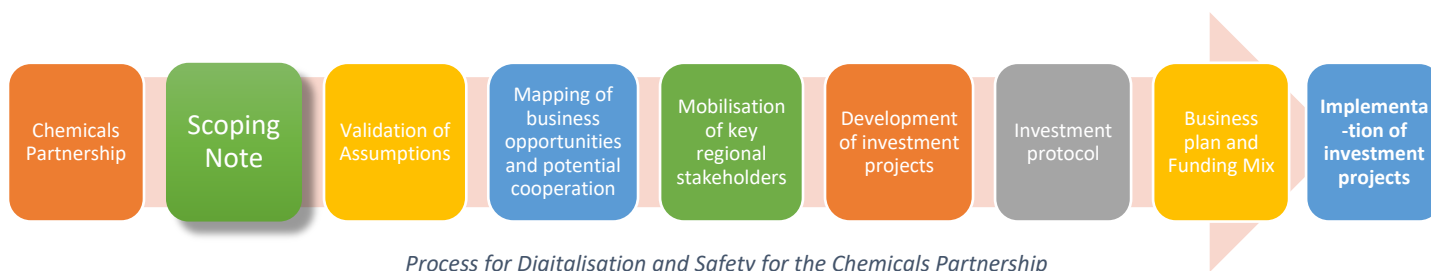 Chemicals
Partnership
Scoping
Note
Validation of
Assumptions
Mapping of
business
opportunities
and potential
cooperation
Mobilisation
of key
regional
stakeholders
Development
of investment
projects
Investment
protocol
Business
plan and
Funding Mix
Implementa
-tion of
investment
projects
Process for Digitalisation and Safety for the Chemicals Partnership